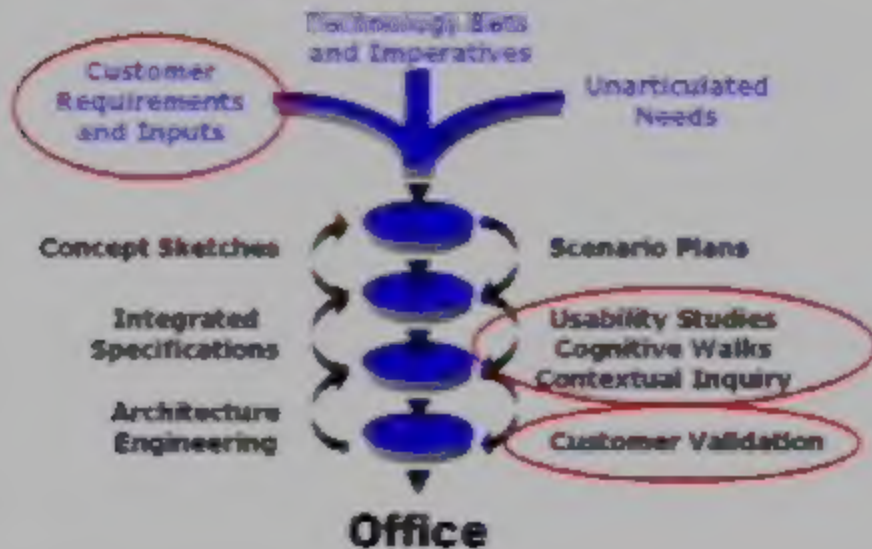 Technology Bets
and Imperatives
Customer
Requirements
and Inputs
Unarticulated
Needs
Concept Sketches
Scenario Plans
Integrated
Specifications
Usability Studies
Cognitive Walks
Contextual Inquiry
Architecture
Engineering
Customer Validation
Office